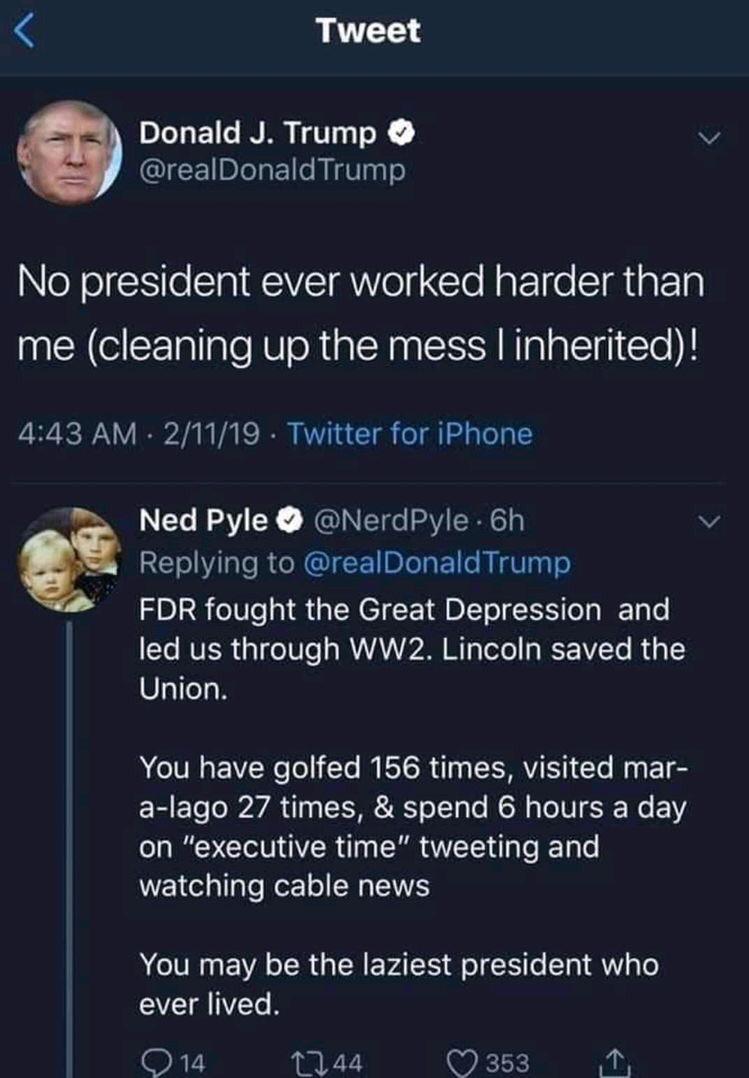 Tweet
Donald J. Trump
@realDonaldTrump
No president ever worked harder than
me (cleaning up the mess I inherited)!
4:43 AM · 2/11/19 · Twitter for iPhone
Ned Pyle @NerdPyle · 6h
Replying to @realDonaldTrump
FDR fought the Great Depression and
led us through WW2. Lincoln saved the
Union.
You have golfed 156 times, visited mar-
a-lago 27 times, & spend 6 hours a day
on "executive time" tweeting and
watching cable news
You may be the laziest president who
ever lived.
14 44 353